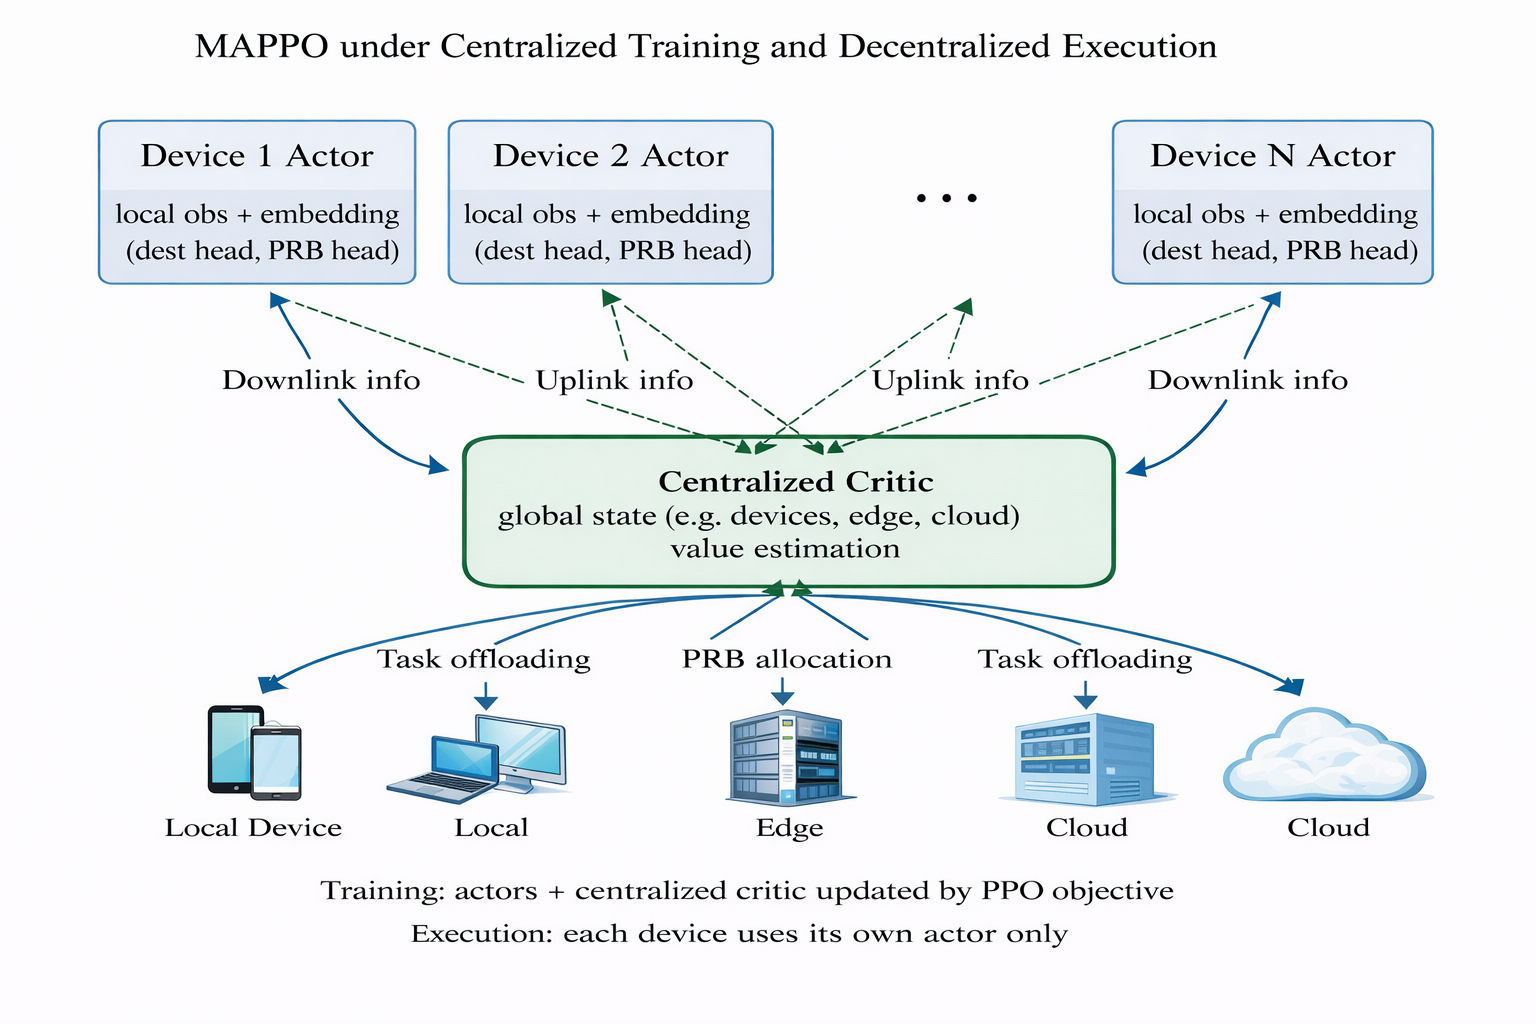 MAPPO under Centralized Training and Decentralized Execution
Device 1 Actor
local obs + embedding
(dest head, PRB head)
Device 2 Actor
local obs + embedding
(dest head, PRB head)
...
Device N Actor
local obs + embedding
(dest head, PRB head)
Downlink info
Uplink info
Uplink info
Downlink info
Centralized Critic
global state (e.g. devices, edge, cloud)
value estimation
Task offloading
PRB allocation
Task offloading
Local Device
Local
Edge
Cloud
Cloud
Training: actors + centralized critic updated by PPO objective
Execution: each device uses its own actor only